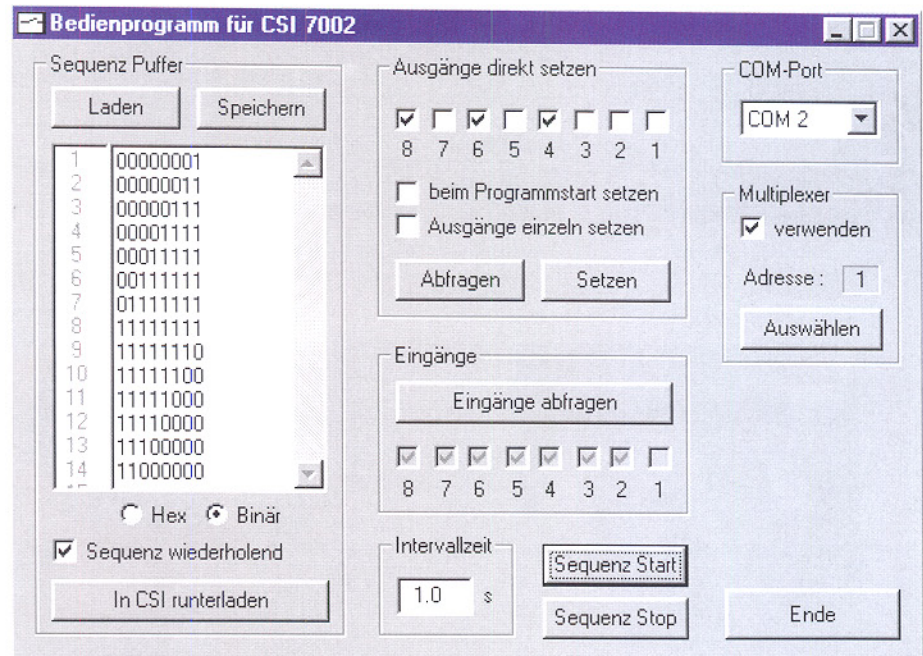 Bedienprogramm für CSI 7002
Sequenz Puffer
Laden Speichern
1 00000001
2 00000011
3 00000111
4 00001111
5 00011111
6 00111111
7 01111111
8 11111111
9 11111110
10 11111100
11 11111000
12 11110000
13 11100000
14 11000000
Hex Binär
Sequenz wiederholend
In CSI runterladen
Ausgänge direkt setzen
8 7 6 5 4 3 2 1
beim Programmstart setzen
Ausgänge einzeln setzen
Abfragen Setzen
Eingänge
Eingänge abfragen
8 7 6 5 4 3 2 1
Intervallzeit
1.0 s
Sequenz Start
Sequenz Stop
COM-Port
COM 2
Multiplexer
verwenden
Adresse : 1
Auswählen
Ende